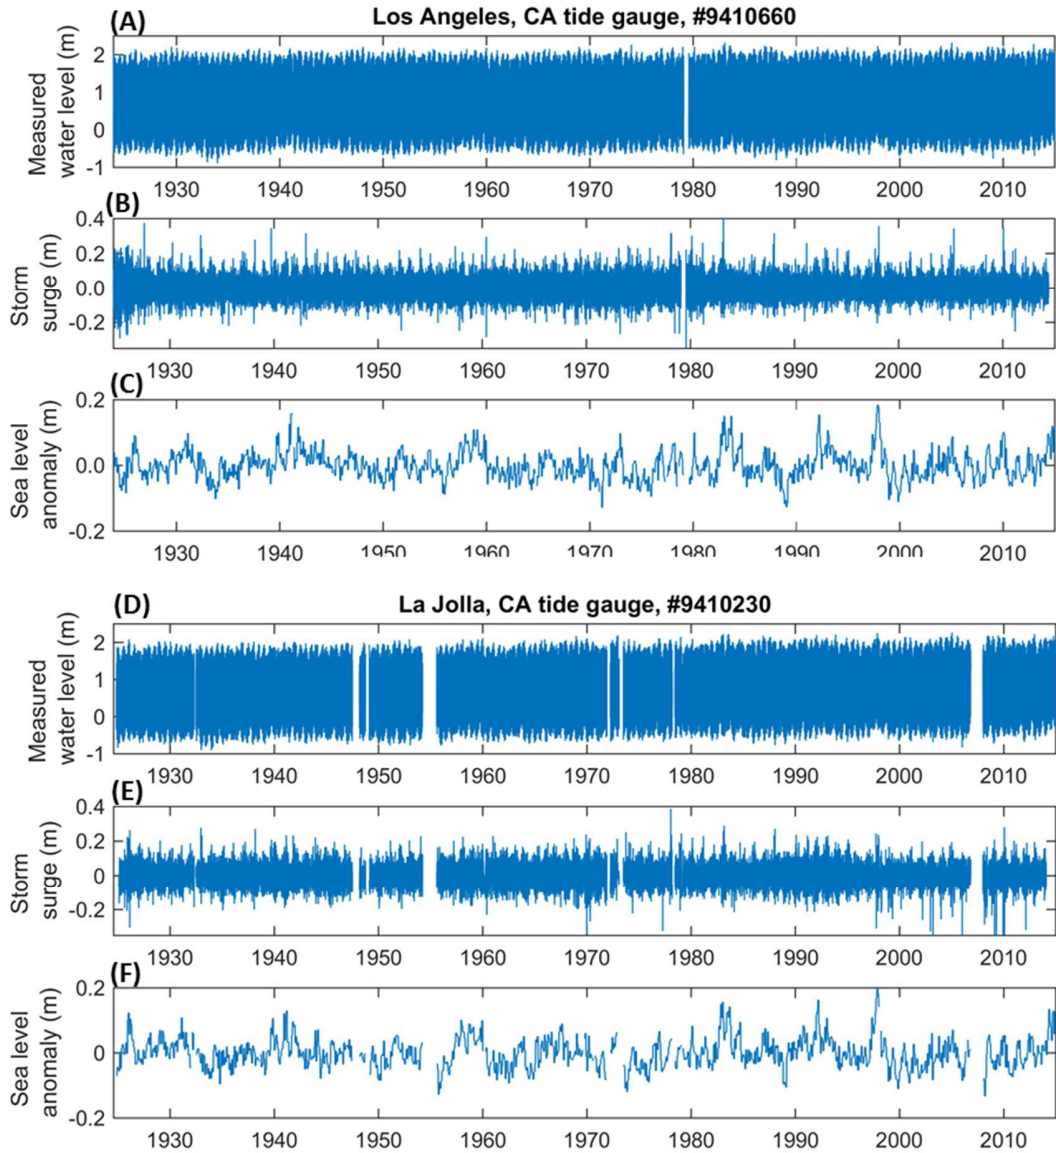 (A) Los Angeles, CA tide gauge, #9410660
Measured
water level (m)
2
1
0
-1
1930 1940 1950 1960 1970 1980 1990 2000 2010
(B)
Storm
surge (m)
0.4
0.2
0.0
-0.2
1930 1940 1950 1960 1970 1980 1990 2000 2010
(C)
Sea level
anomaly (m)
0.2
0.0
-0.2
1930 1940 1950 1960 1970 1980 1990 2000 2010
(D) La Jolla, CA tide gauge, #9410230
Measured
water level (m)
2
1
0
-1
1930 1940 1950 1960 1970 1980 1990 2000 2010
(E)
Storm
surge (m)
0.4
0.2
0
-0.2
1930 1940 1950 1960 1970 1980 1990 2000 2010
(F)
Sea level
anomaly (m)
0.2
0
-0.2
1930 1940 1950 1960 1970 1980 1990 2000 2010